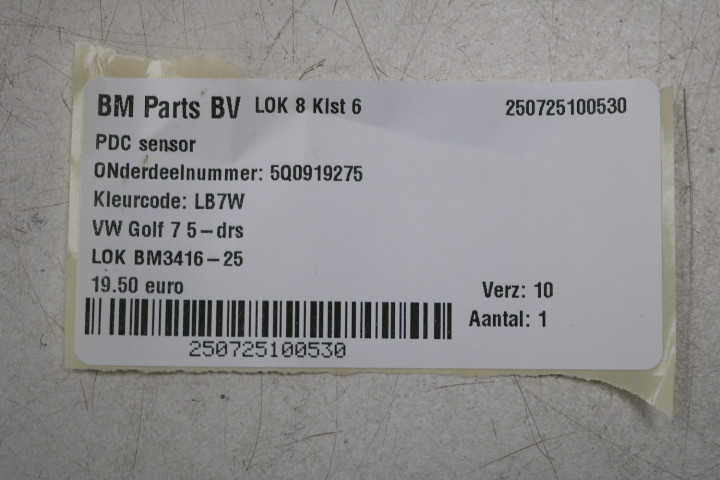 BM Parts BV LOK 8 Klst 6 250725100530
PDC sensor
ONderdeelnummer: 5Q0919275
Kleurcode: LB7W
VW Golf 7 5-drs
LOK BM3416-25
19.50 euro Verz: 10
Aantal: 1
250725100530